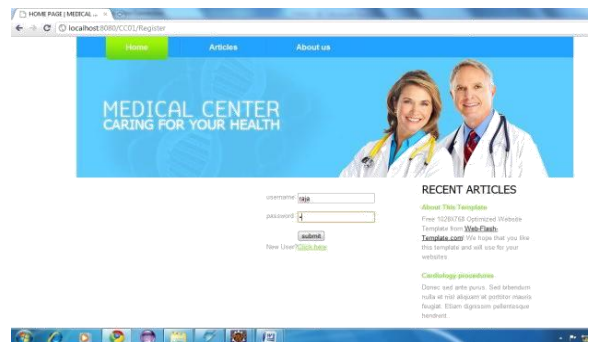 HOME PAGE | MEDICAL ...
localhost:8080/CC01/Register
Home Articles About us
MEDICAL CENTER
CARING FOR YOUR HEALTH
username raja
password
submit
New User?Click here
RECENT ARTICLES
About This Template
Free 1028X768 Optimized Website
Template from Web-Flash-
Template.com! We hope that you like
this template and will use for your
websites
Cardiology procedures
Donec sed ante purus. Sed bibendum
nulla et nisl aliquam at porttitor mauris
feugiat. Etiam dignissim pellentesque
hendrerit